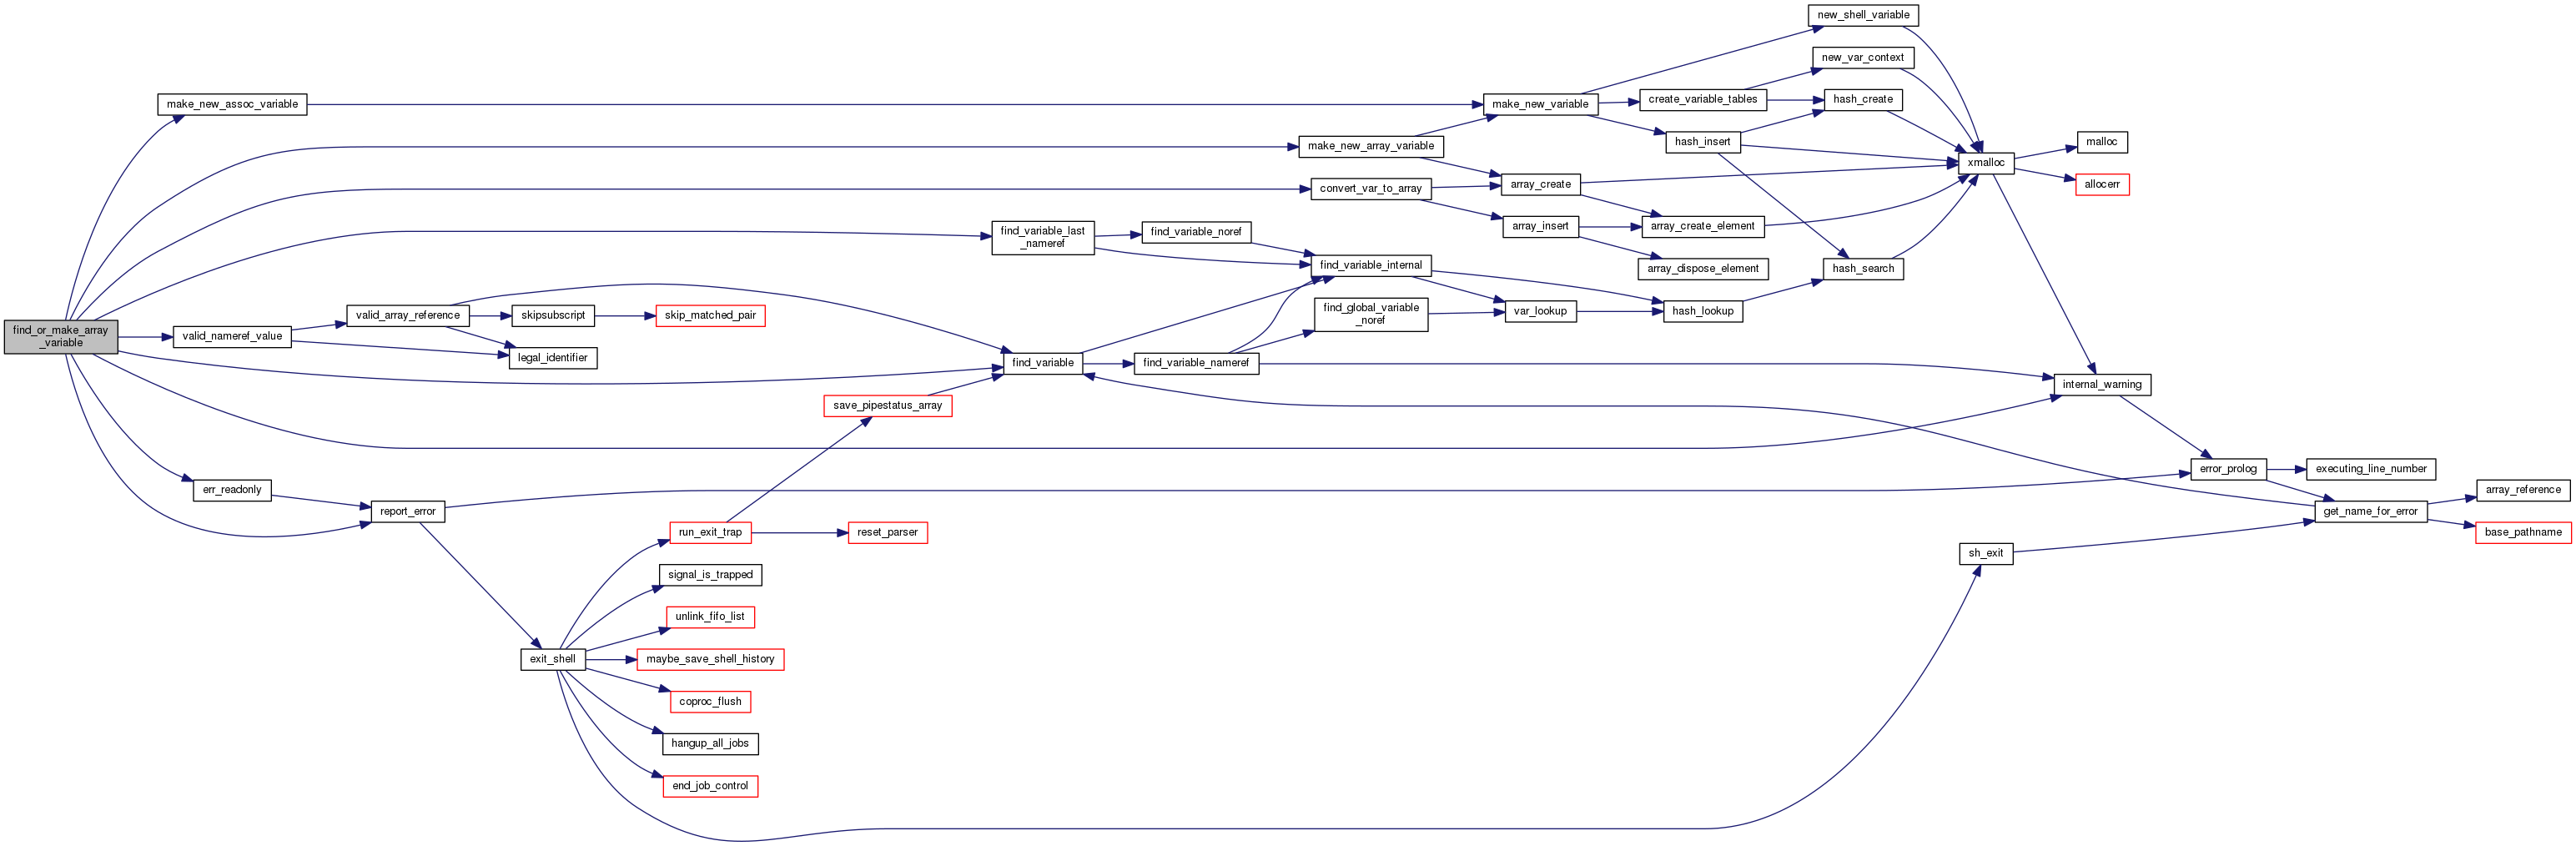 new_shell_variable
new_var_context
make_new_assoc_variable
make_new_variable
create_variable_tables
hash_create
make_new_array_variable
hash_insert
malloc
xmalloc
convert_var_to_array
array_create
allocerr
find_variable_last
_nameref
find_variable_noref
array_insert
array_create_element
find_variable_internal
array_dispose_element
hash_search
find_or_make_array
_variable
valid_nameref_value
valid_array_reference
skipsubscript
skip_matched_pair
find_global_variable
_noref
var_lookup
hash_lookup
legal_identifier
find_variable
find_variable_nameref
internal_warning
save_pipestatus_array
error_prolog
executing_line_number
err_readonly
report_error
array_reference
get_name_for_error
run_exit_trap
reset_parser
base_pathname
sh_exit
signal_is_trapped
unlink_fifo_list
exit_shell
maybe_save_shell_history
coproc_flush
hangup_all_jobs
end_job_control